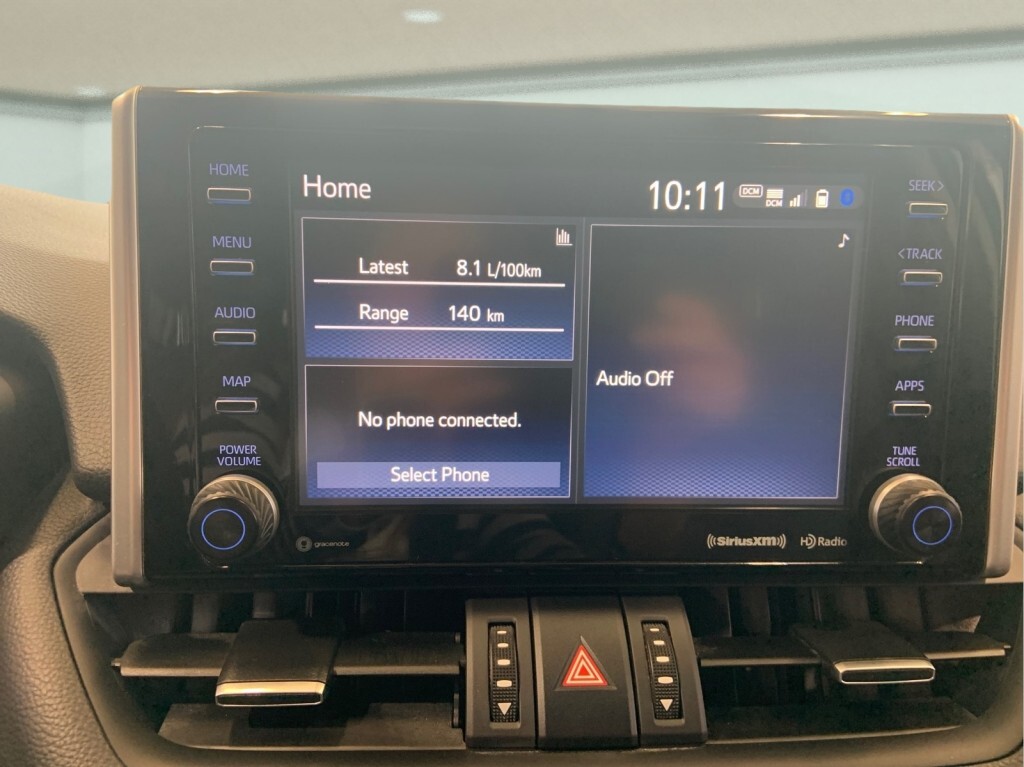 HOME
MENU
AUDIO
MAP
POWER
VOLUME
Home
10:11
DCM
DCM
Latest 8.1 L/100km
Range 140 km
No phone connected.
Select Phone
Audio Off
SEEK >
< TRACK
PHONE
APPS
TUNE
SCROLL
gracenote
((SiriusXM))
HD Radio